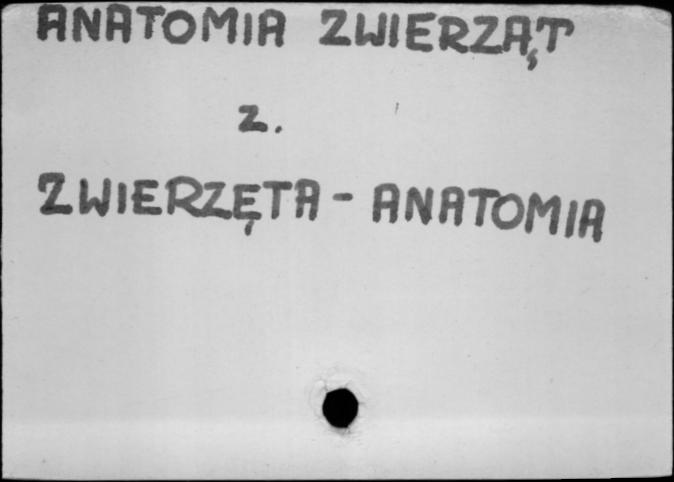 ANATOMIA ZWIERZĄT
z.
ZWIERZĘTA - ANATOMIA